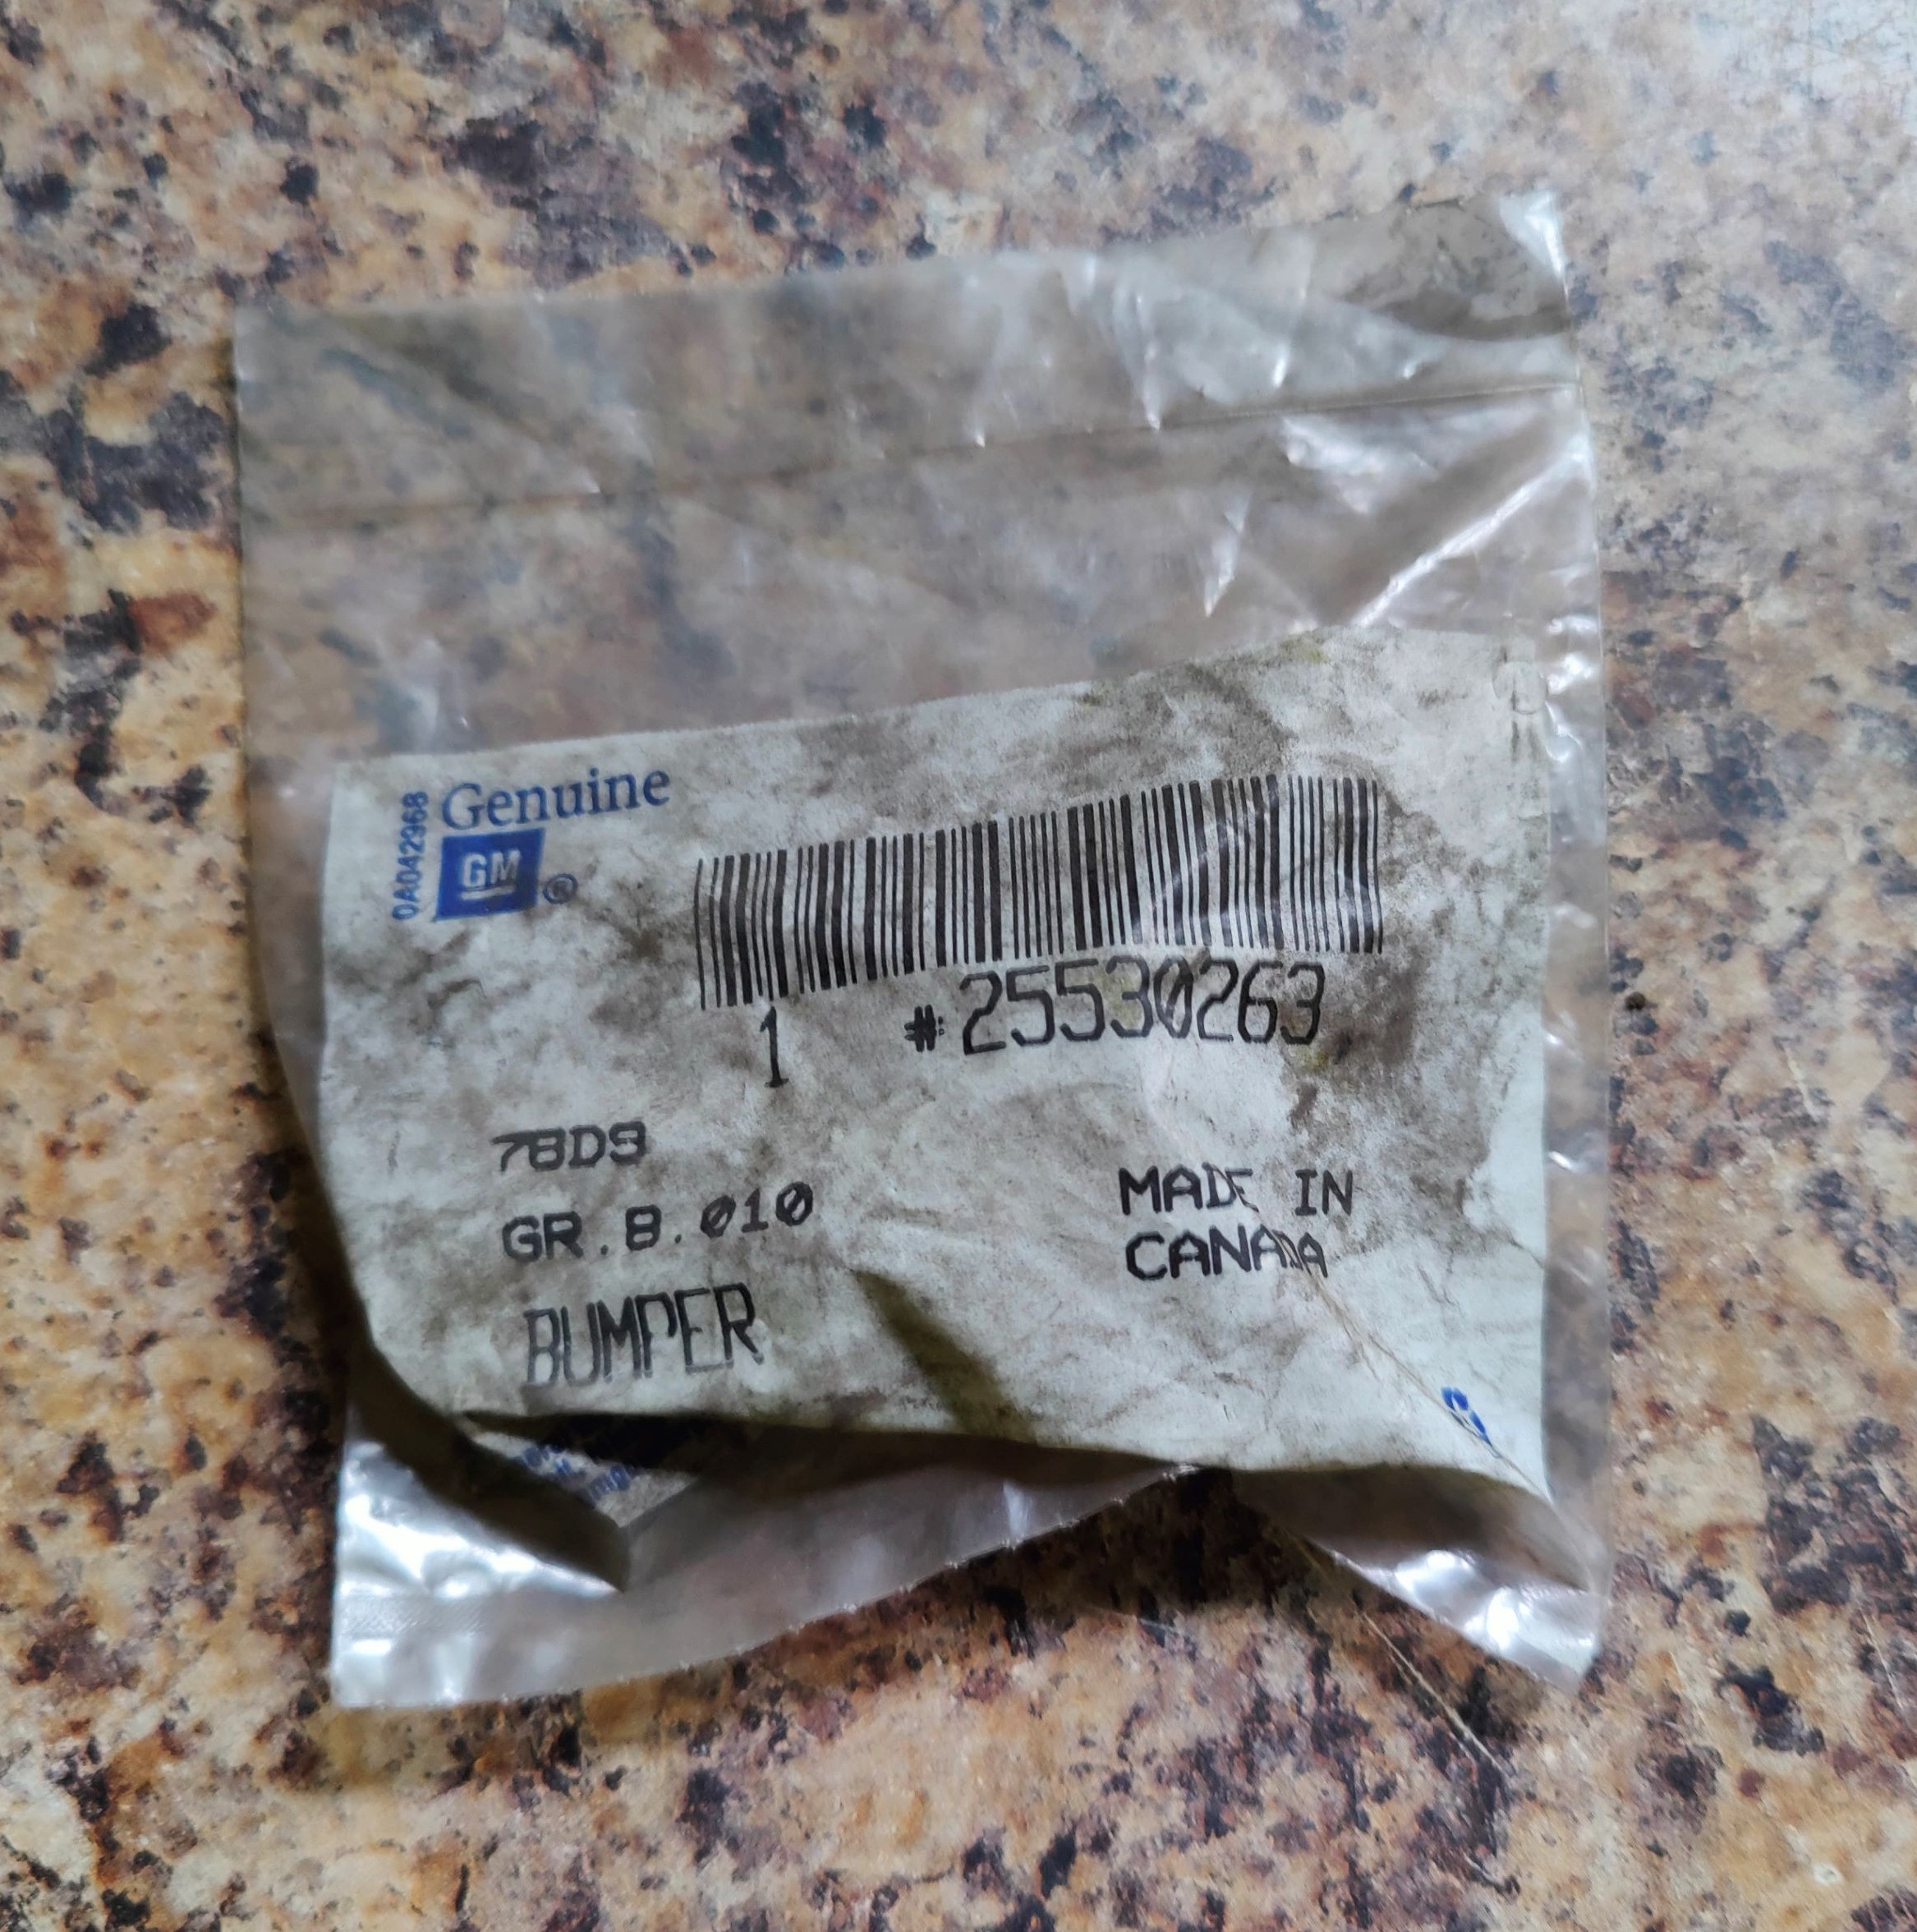 0A042968
Genuine
GM ®
1 #25530263
78D9
GR.8.010
MADE IN
CANADA
BUMPER